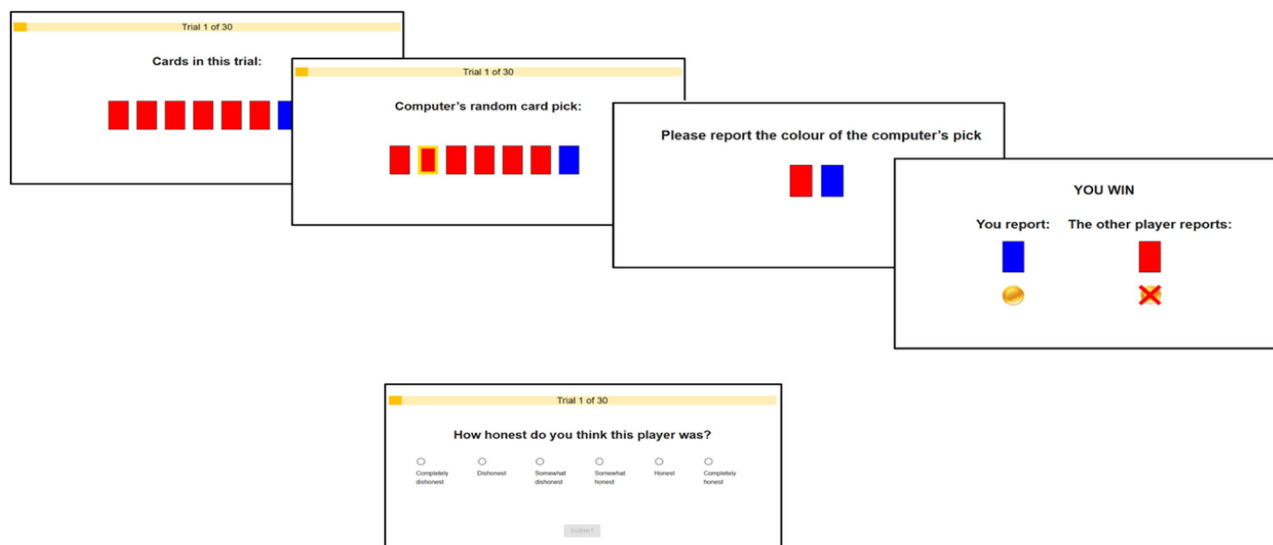 Trial 1 of 30
Cards in this trial:
Trial 1 of 30
Computer's random card pick:
Please report the colour of the computer's pick
YOU WIN
You report: The other player reports:
Trial 1 of 30
How honest do you think this player was?
Completely dishonest
Dishonest
Somewhat dishonest
Somewhat honest
Honest
Completely honest
SUBMIT